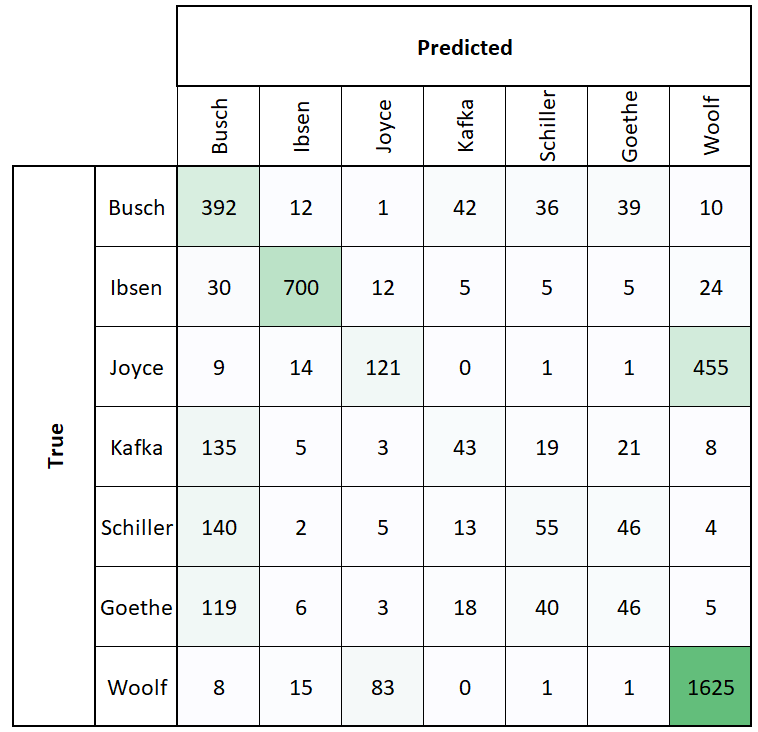 Predicted
Busch Ibsen Joyce Kafka Schiller Goethe Woolf
True
Busch 392 12 1 42 36 39 10
Ibsen 30 700 12 5 5 5 24
Joyce 9 14 121 0 1 1 455
Kafka 135 5 3 43 19 21 8
Schiller 140 2 5 13 55 46 4
Goethe 119 6 3 18 40 46 5
Woolf 8 15 83 0 1 1 1625